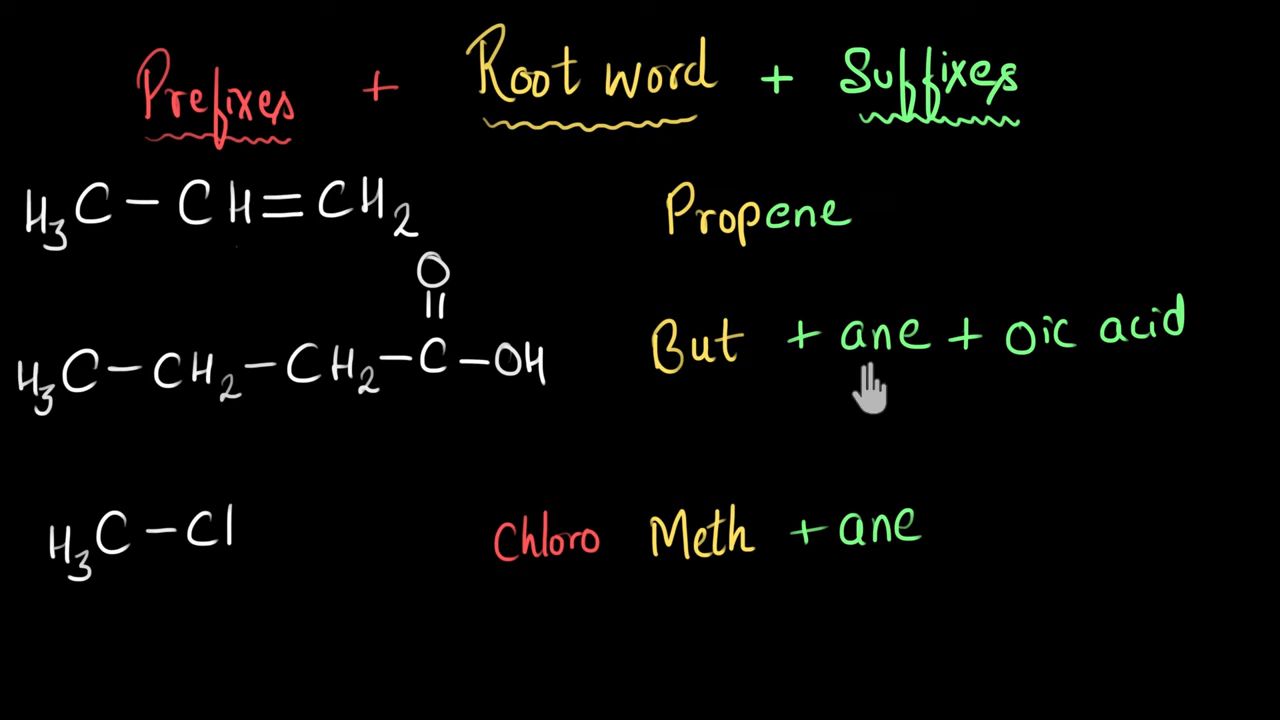 Prefixes + Root word + Suffixes
H₃C − CH = CH₂ Propene
O
||
H₃C − CH₂ − CH₂ − C − OH But + ane + oic acid
H₃C − Cl Chloro Meth + ane